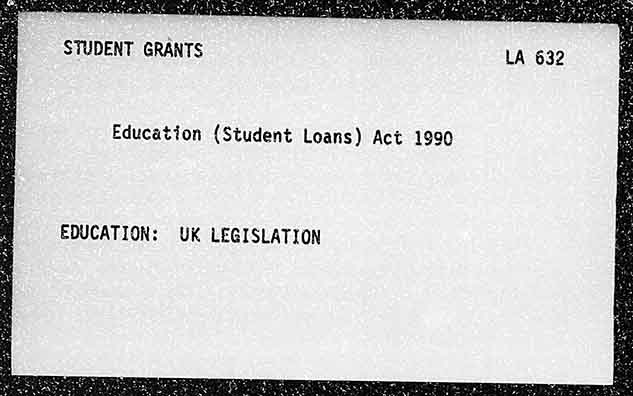 STUDENT GRANTS
LA 632
Education (Student Loans) Act 1990
EDUCATION: UK LEGISLATION